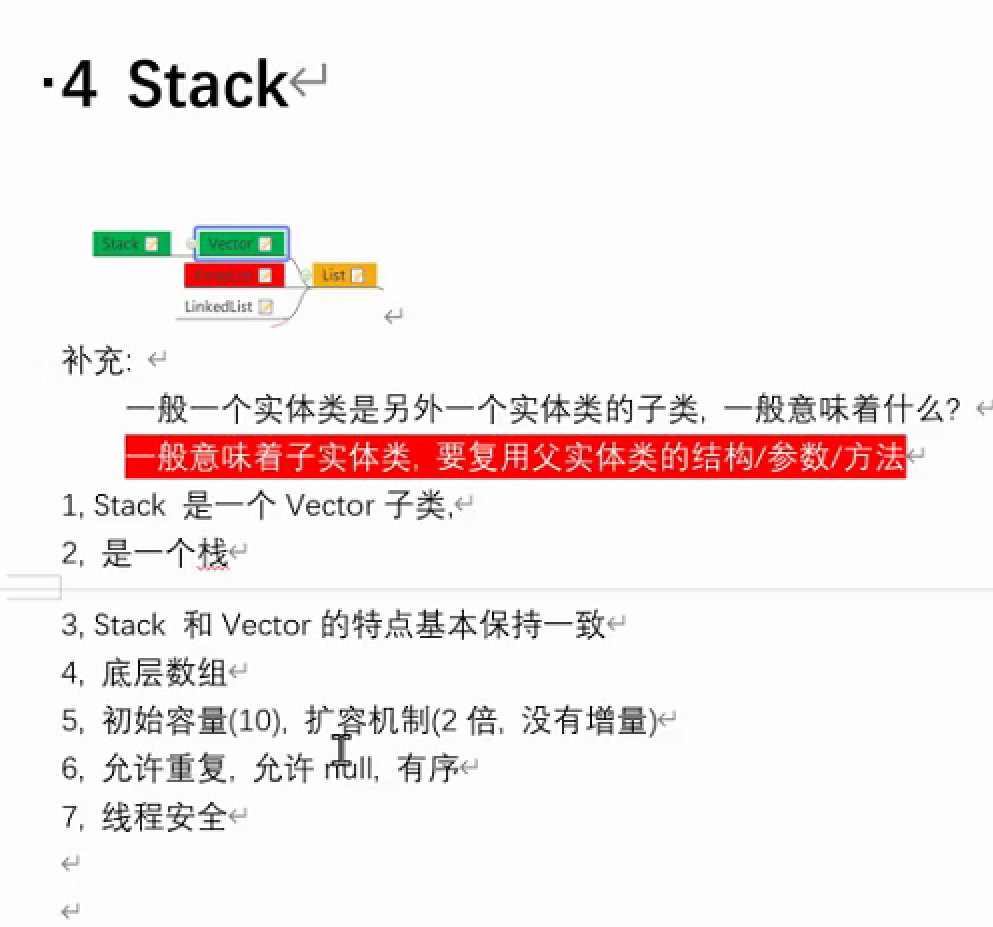 ·4 Stack↵
Stack
Vector
List
LinkedList
↵
补充: ↵
一般一个实体类是另外一个实体类的子类, 一般意味着什么? ↵
一般意味着子实体类, 要复用父实体类的结构/参数/方法↵
1, Stack 是一个 Vector 子类,↵
2, 是一个栈↵
3, Stack 和 Vector 的特点基本保持一致↵
4, 底层数组↵
5, 初始容量(10), 扩容机制(2 倍, 没有增量)↵
6, 允许重复, 允许 null, 有序↵
7, 线程安全↵
↵
↵